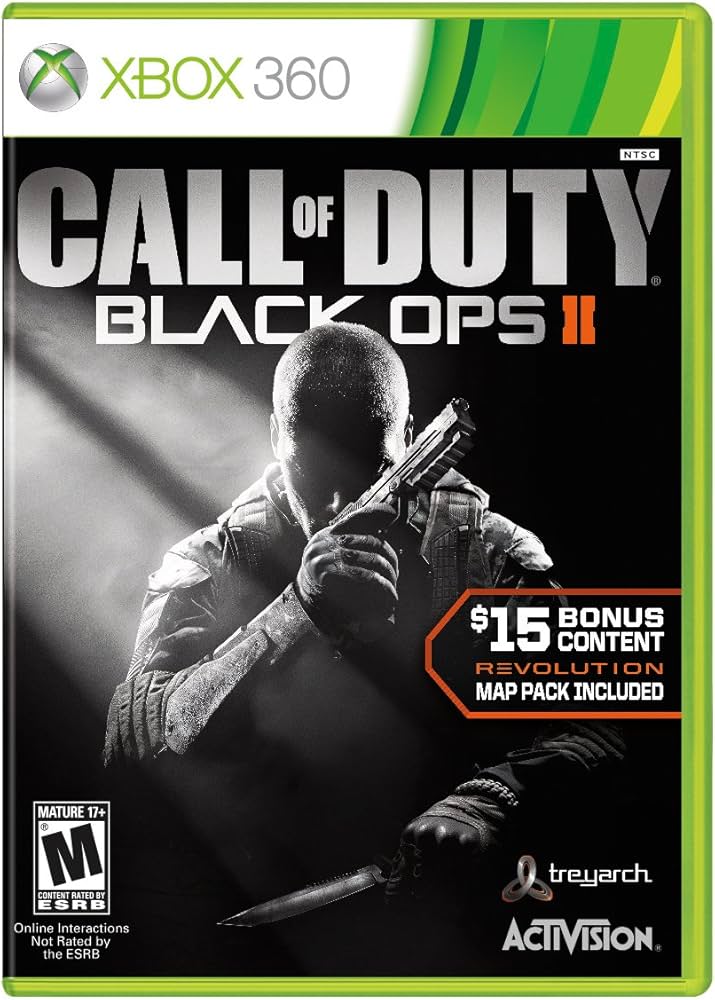 XBOX 360
NTSC
CALL OF DUTY®
BLACK OPS II
$15 BONUS
CONTENT
REVOLUTION
MAP PACK INCLUDED
MATURE 17+
M®
CONTENT RATED BY
ESRB
Online Interactions
Not Rated by
the ESRB
treyarch
ACTIVISION®